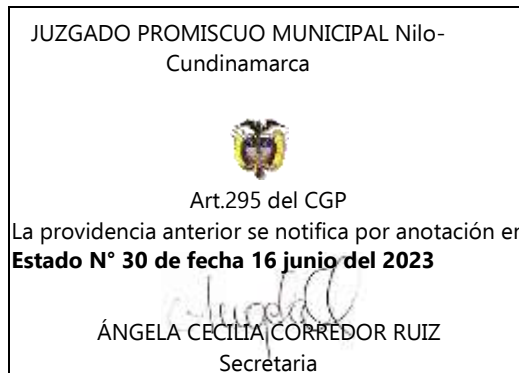 JUZGADO PROMISCUO MUNICIPAL Nilo-
Cundinamarca
Art.295 del CGP
La providencia anterior se notifica por anotación en
Estado N° 30 de fecha 16 junio del 2023
ÁNGELA CECILIA CORREDOR RUIZ
Secretaria